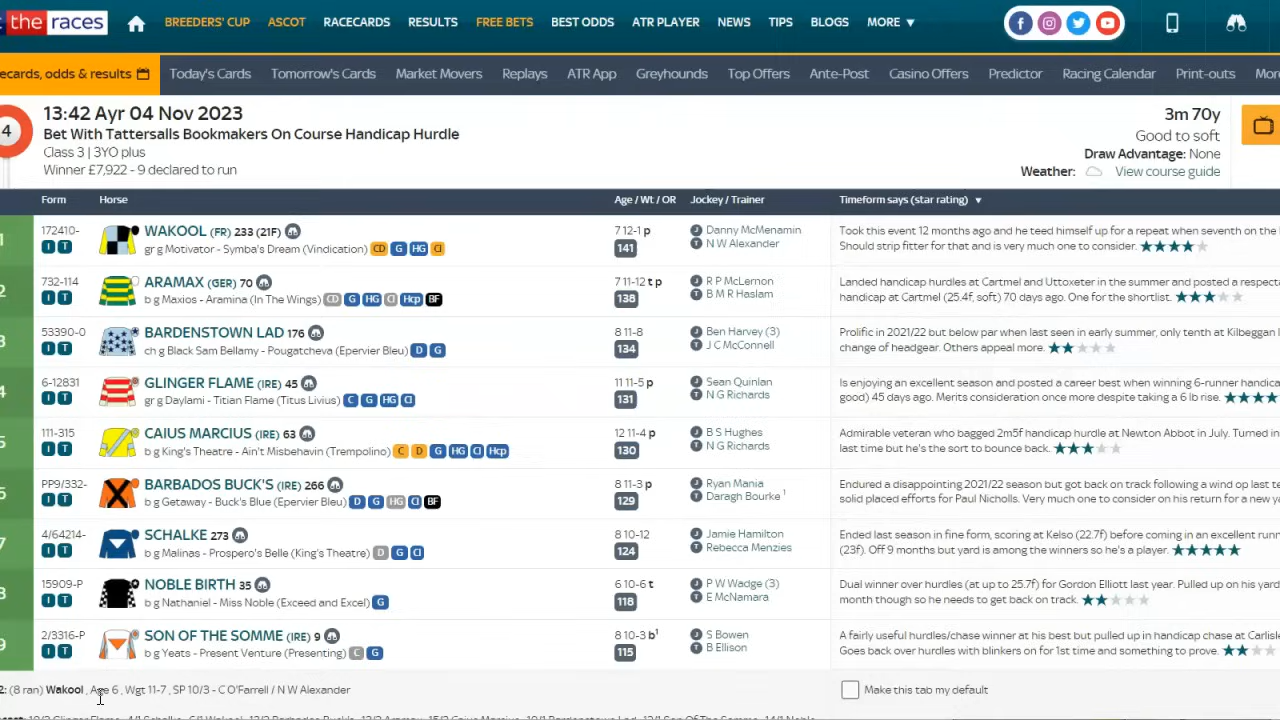 the races BREEDERS' CUP ASCOT RACECARDS RESULTS FREE BETS BEST ODDS ATR PLAYER NEWS TIPS BLOGS MORE ▼
ecards, odds & results Today's Cards Tomorrow's Cards Market Movers Replays ATR App Greyhounds Top Offers Ante-Post Casino Offers Predictor Racing Calendar Print-outs Mor
4 13:42 Ayr 04 Nov 2023 3m 70y
Bet With Tattersalls Bookmakers On Course Handicap Hurdle Good to soft
Class 3 | 3YO plus Draw Advantage: None
Winner £7,922 - 9 declared to run Weather: View course guide
Form Horse Age / Wt / OR Jockey / Trainer Timeform says (star rating) ▼
1 172410- WAKOOL (FR) 233 (21F) 7 12-1 p J Danny McMenamin Took this event 12 months ago and he teed himself up for a repeat when seventh on the
I T gr g Motivator - Symba's Dream (Vindication) CD G HG Cl 141 T N W Alexander Should strip fitter for that and is very much one to consider.
2 732-114 ARAMAX (GER) 70 7 11-12 t p J R P McLernon Landed handicap hurdles at Cartmel and Uttoxeter in the summer and posted a respect
I T b g Maxios - Aramina (In The Wings) CD G HG Cl Hcp BF 138 T B M R Haslam handicap at Cartmel (25.4f, soft) 70 days ago. One for the shortlist.
3 53390-0 BARDENSTOWN LAD 176 8 11-8 J Ben Harvey (3) Prolific in 2021/22 but below par when last seen in early summer, only tenth at Kilbeggan
I T ch g Black Sam Bellamy - Pougatcheva (Epervier Bleu) D G 134 T J C McConnell change of headgear. Others appeal more.
4 6-12831 GLINGER FLAME (IRE) 45 11 11-5 p J Sean Quinlan Is enjoying an excellent season and posted a career best when winning 6-runner handica
I T gr g Daylami - Titian Flame (Titus Livius) C G HG Cl 131 T N G Richards good) 45 days ago. Merits consideration once more despite taking a 6 lb rise.
5 111-315 CAIUS MARCIUS (IRE) 63 12 11-4 p J B S Hughes Admirable veteran who bagged 2m5f handicap hurdle at Newton Abbot in July. Turned in
I T b g King's Theatre - Ain't Misbehavin (Trempolino) C D G HG Cl Hcp 130 T N G Richards last time but he's the sort to bounce back.
6 PP9/332- BARBADOS BUCK'S (IRE) 266 8 11-3 p J Ryan Mania Endured a disappointing 2021/22 season but got back on track following a wind op last te
I T b g Getaway - Buck's Blue (Epervier Bleu) D G HG Cl BF 129 T Daragh Bourke 1 solid placed efforts for Paul Nicholls. Very much one to consider on his return for a new y
7 4/64214- SCHALKE 273 8 10-12 J Jamie Hamilton Ended last season in fine form, scoring at Kelso (22.7f) before coming in an excellent run
I T b g Malinas - Prospero's Belle (King's Theatre) D G Cl 124 T Rebecca Menzies (23f). Off 9 months but yard is among the winners so he's a player.
8 15909-P NOBLE BIRTH 35 6 10-6 t J P W Wadge (3) Dual winner over hurdles (at up to 25.7f) for Gordon Elliott last year. Pulled up on his yard
I T b g Nathaniel - Miss Noble (Exceed and Excel) G 118 T E McNamara month though so he needs to get back on track.
9 2/3316-P SON OF THE SOMME (IRE) 9 8 10-3 b1 J S Bowen A fairly useful hurdles/chase winner at his best but pulled up in handicap chase at Carlisl
I T b g Yeats - Present Venture (Presenting) C G 115 T B Ellison Goes back over hurdles with blinkers on for 1st time and something to prove.
2: (8 ran) Wakool , Age 6 , Wgt 11-7 , SP 10/3 - C O'Farrell / N W Alexander Make this tab my default